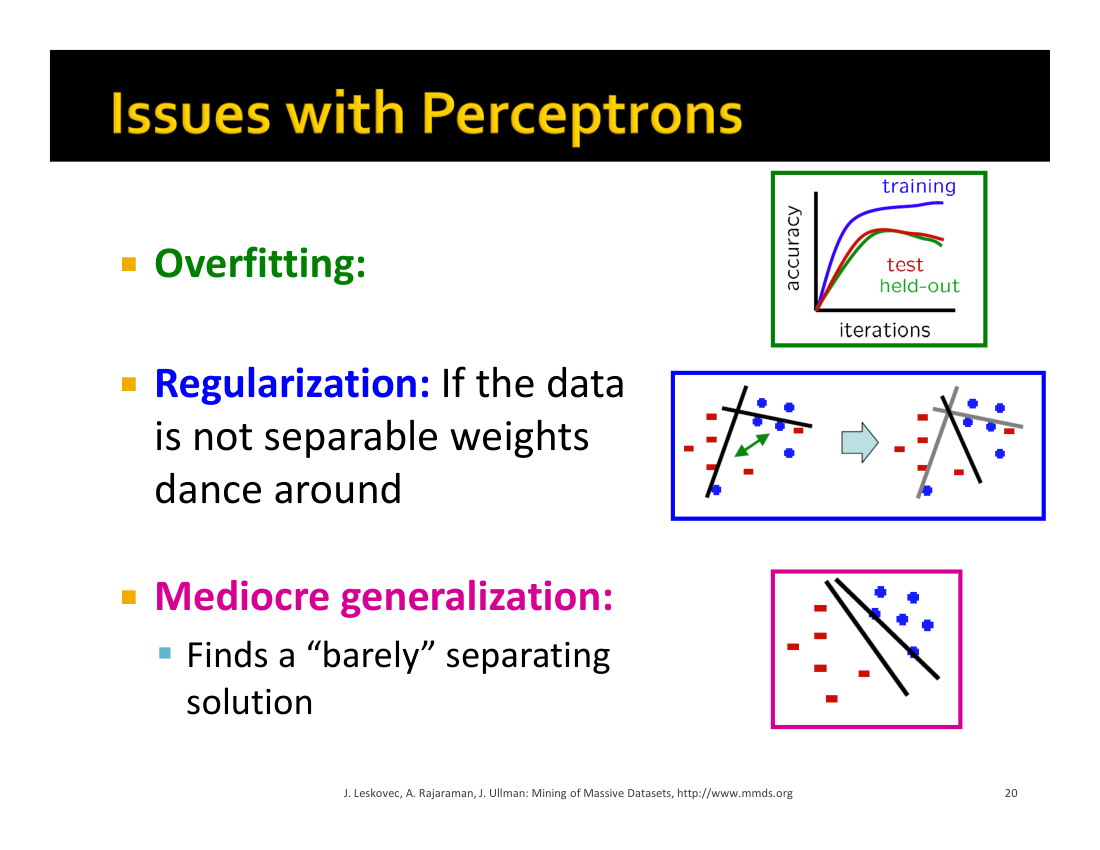 Issues with Perceptrons
Overfitting:
training
accuracy
test
held-out
iterations
Regularization: If the data
is not separable weights
dance around
Mediocre generalization:
Finds a “barely” separating
solution
J. Leskovec, A. Rajaraman, J. Ullman: Mining of Massive Datasets, http://www.mmds.org
20